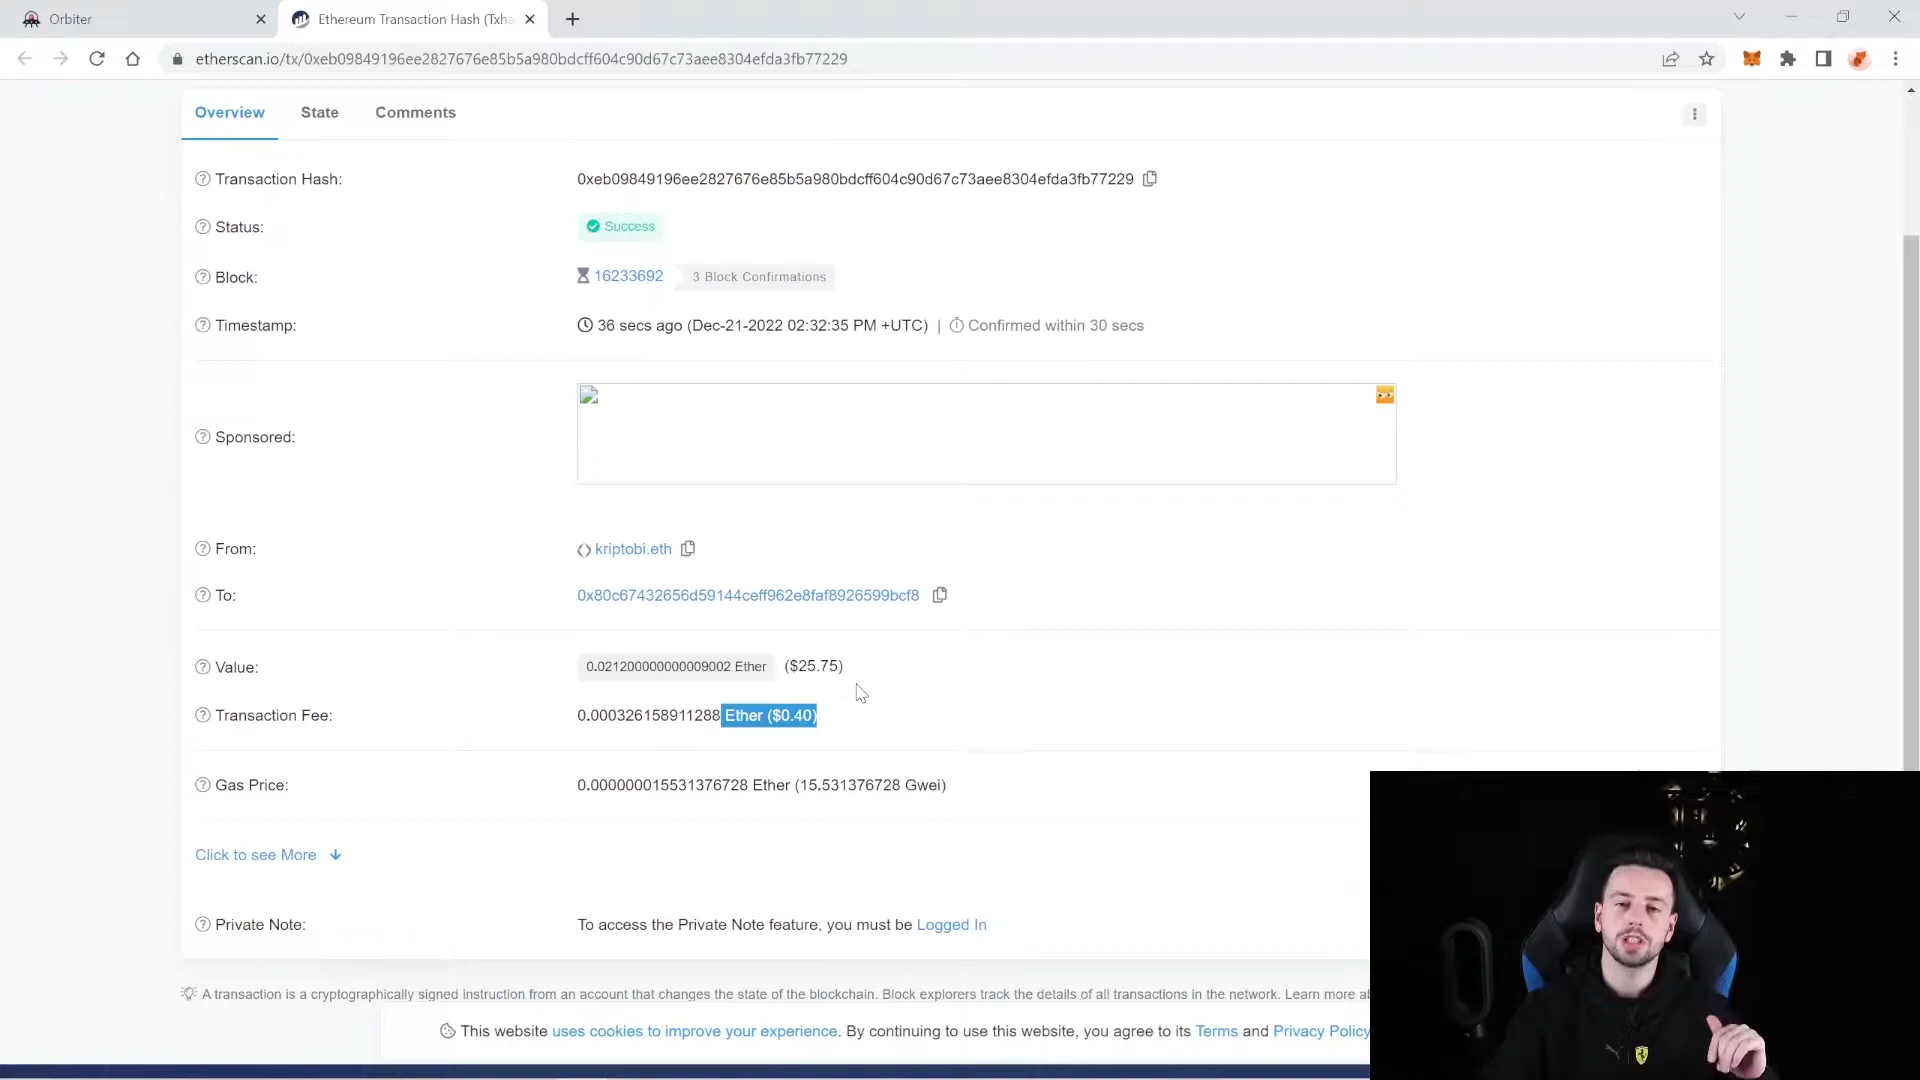 Orbiter
Ethereum Transaction Hash (Txha
etherscan.io/tx/0xeb09849196ee2827676e85b5a980bdcff604c90d67c73aee8304efda3fb77229
Overview State Comments
Transaction Hash: 0xeb09849196ee2827676e85b5a980bdcff604c90d67c73aee8304efda3fb77229
Status: Success
Block: 16233692 3 Block Confirmations
Timestamp: 36 secs ago (Dec-21-2022 02:32:35 PM +UTC) | Confirmed within 30 secs
Sponsored:
From: kriptobi.eth
To: 0x80c67432656d59144ceff962e8faf8926599bcf8
Value: 0.021200000000009002 Ether ($25.75)
Transaction Fee: 0.000326158911288 Ether ($0.40)
Gas Price: 0.000000015531376728 Ether (15.531376728 Gwei)
Click to see More
Private Note: To access the Private Note feature, you must be Logged In
A transaction is a cryptographically signed instruction from an account that changes the state of the blockchain. Block explorers track the details of all transactions in the network. Learn more ab
This website uses cookies to improve your experience. By continuing to use this website, you agree to its Terms and Privacy Policy